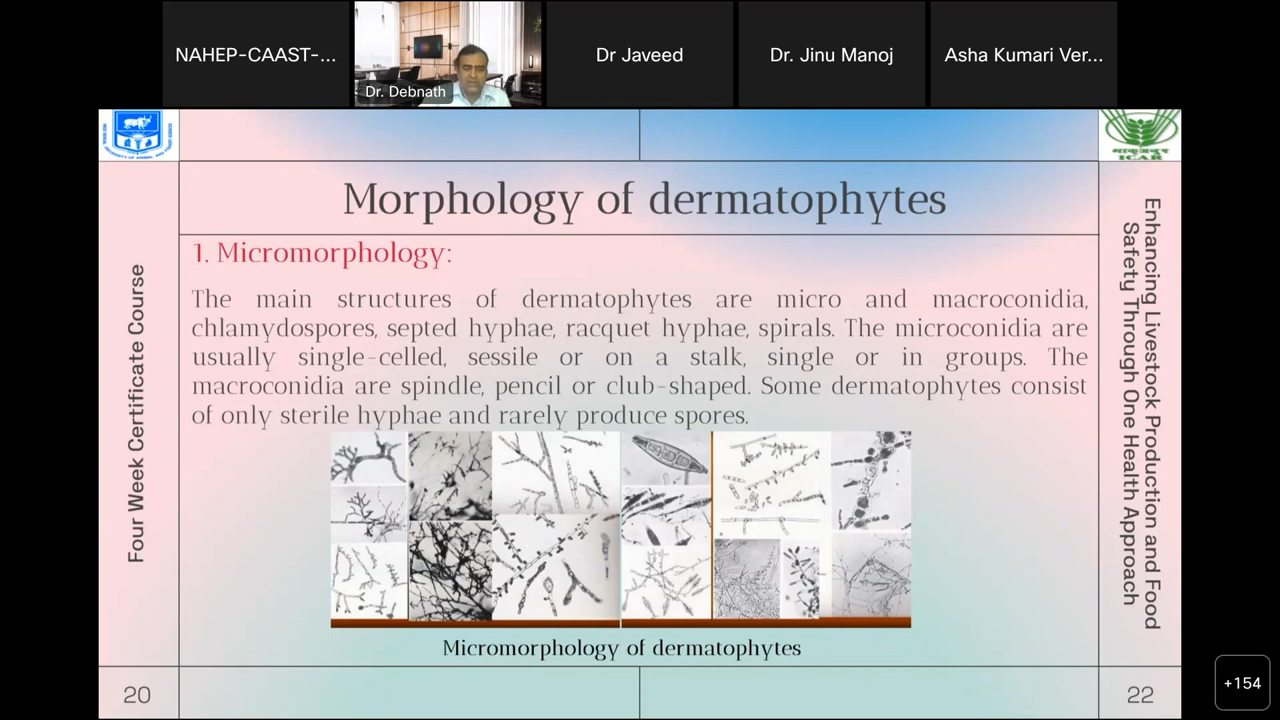 NAHEP-CAAST-...
Dr. Debnath
Dr Javeed
Dr. Jinu Manoj
Asha Kumari Ver...
ICAR
Morphology of dermatophytes
1. Micromorphology:
The main structures of dermatophytes are micro and macroconidia,
chlamydospores, septed hyphae, racquet hyphae, spirals. The microconidia are
usually single-celled, sessile or on a stalk, single or in groups. The
macroconidia are spindle, pencil or club-shaped. Some dermatophytes consist
of only sterile hyphae and rarely produce spores.
Micromorphology of dermatophytes
Four Week Certificate Course
Enhancing Livestock Production and Food
Safety Through One Health Approach
20
22
+154